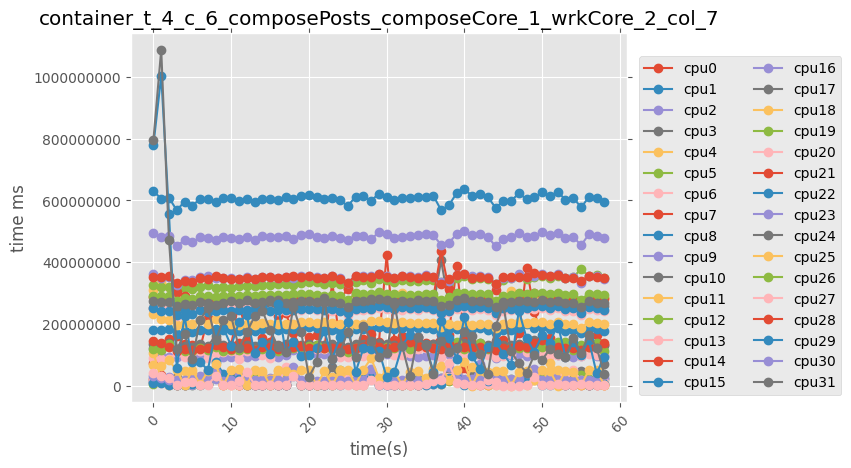 container_t_4_c_6_composePosts_composeCore_1_wrkCore_2_col_7
time ms
1000000000
800000000
600000000
400000000
200000000
0
0
10
20
30
40
50
60
time(s)
cpu0
cpu1
cpu2
cpu3
cpu4
cpu5
cpu6
cpu7
cpu8
cpu9
cpu10
cpu11
cpu12
cpu13
cpu14
cpu15
cpu16
cpu17
cpu18
cpu19
cpu20
cpu21
cpu22
cpu23
cpu24
cpu25
cpu26
cpu27
cpu28
cpu29
cpu30
cpu31